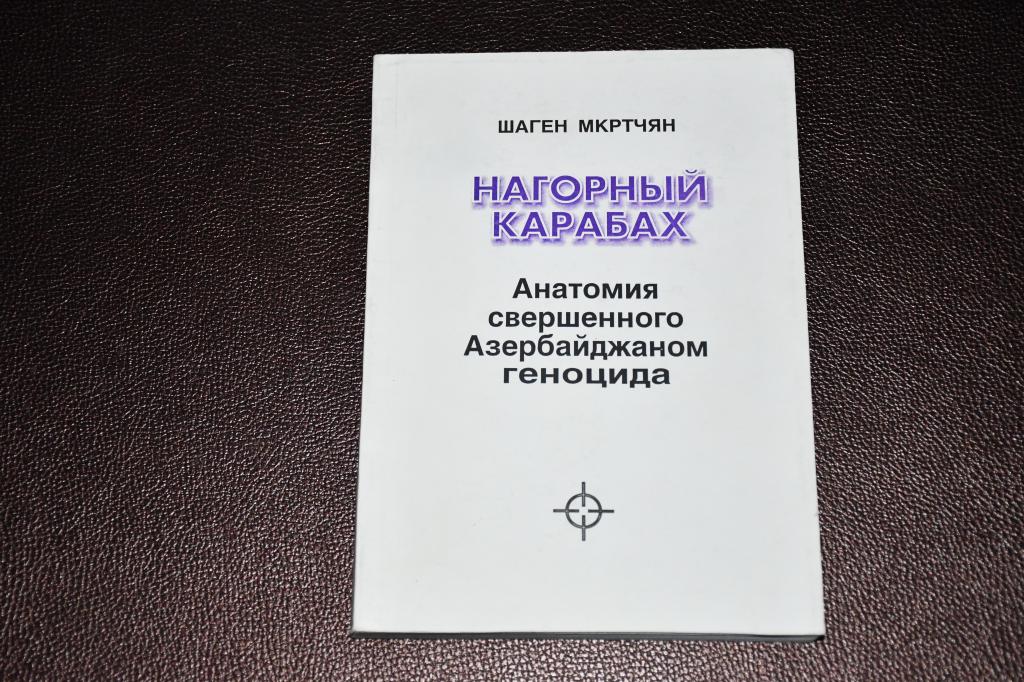 ШАГЕН МКРТЧЯН
НАГОРНЫЙ
КАРАБАХ
Анатомия
свершенного
Азербайджаном
геноцида